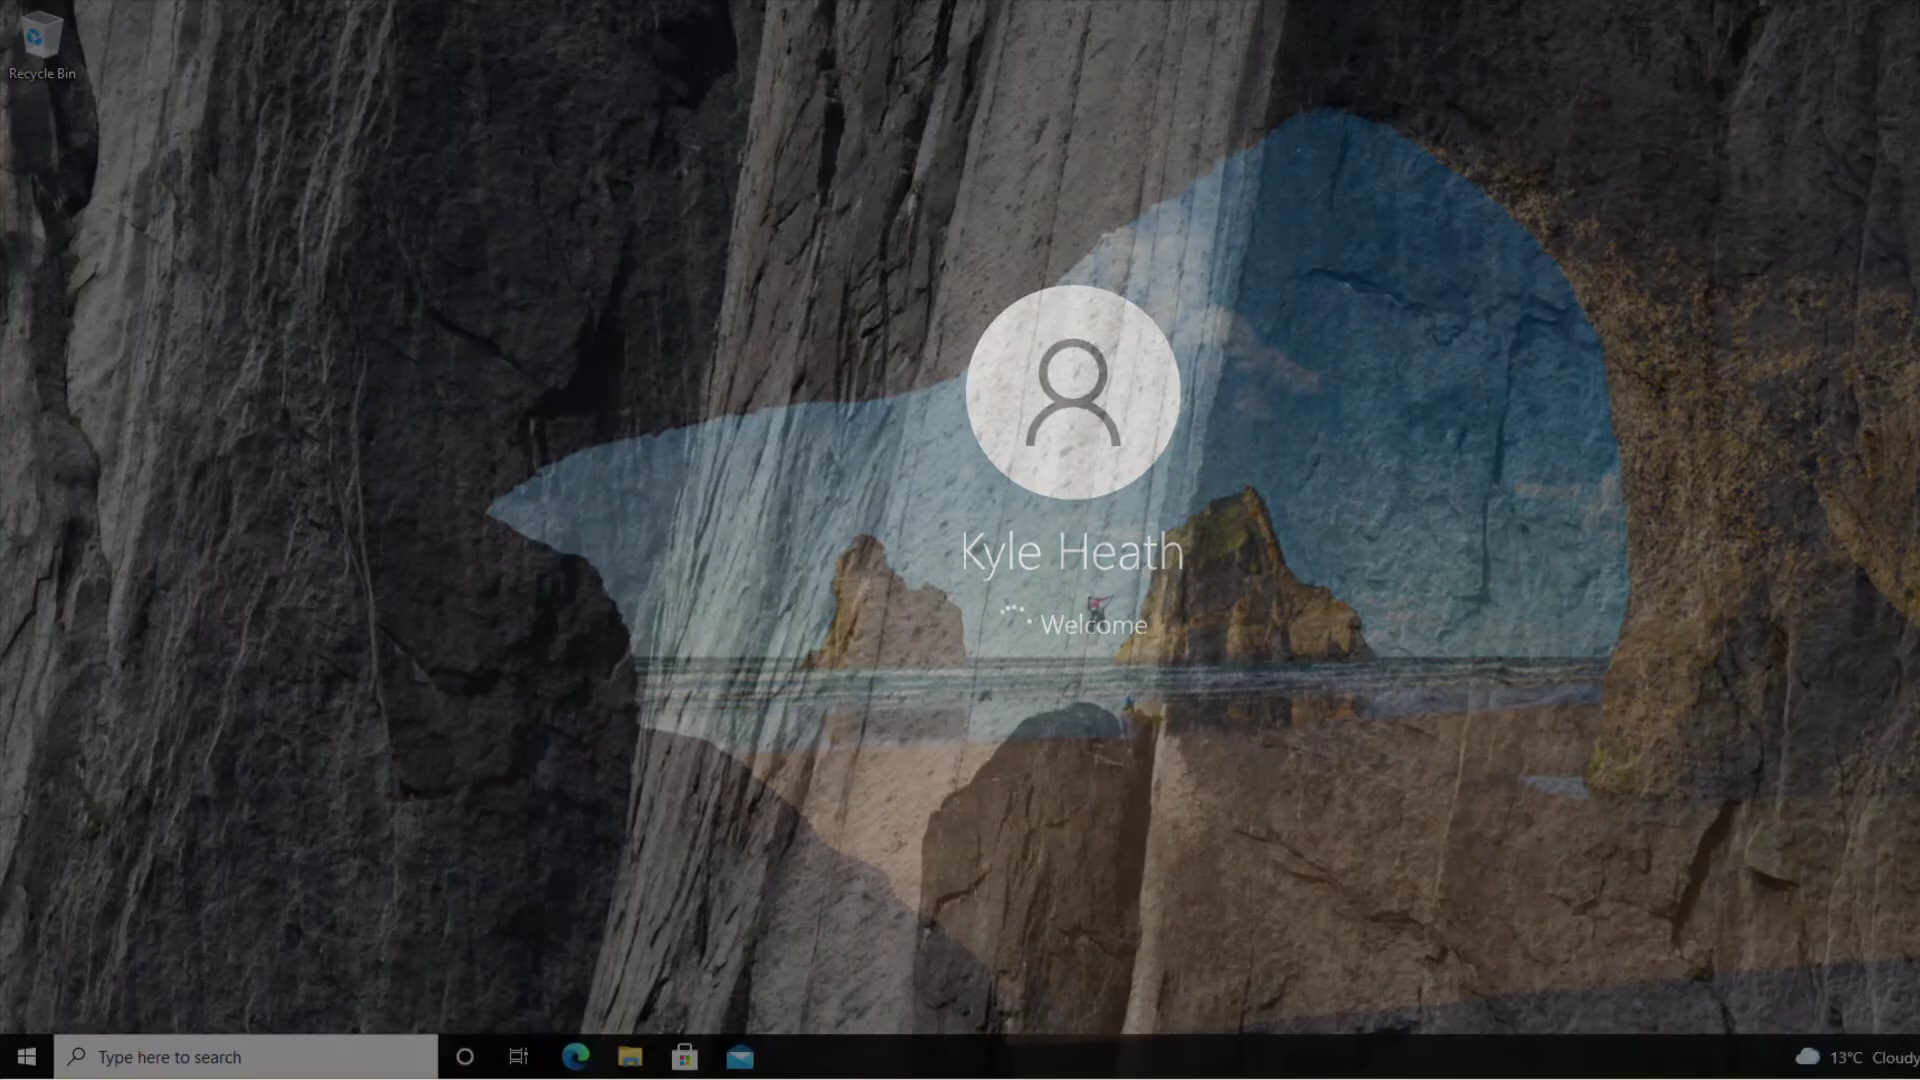 Recycle Bin
Kyle Heath
Welcome
Type here to search
13°C Cloudy